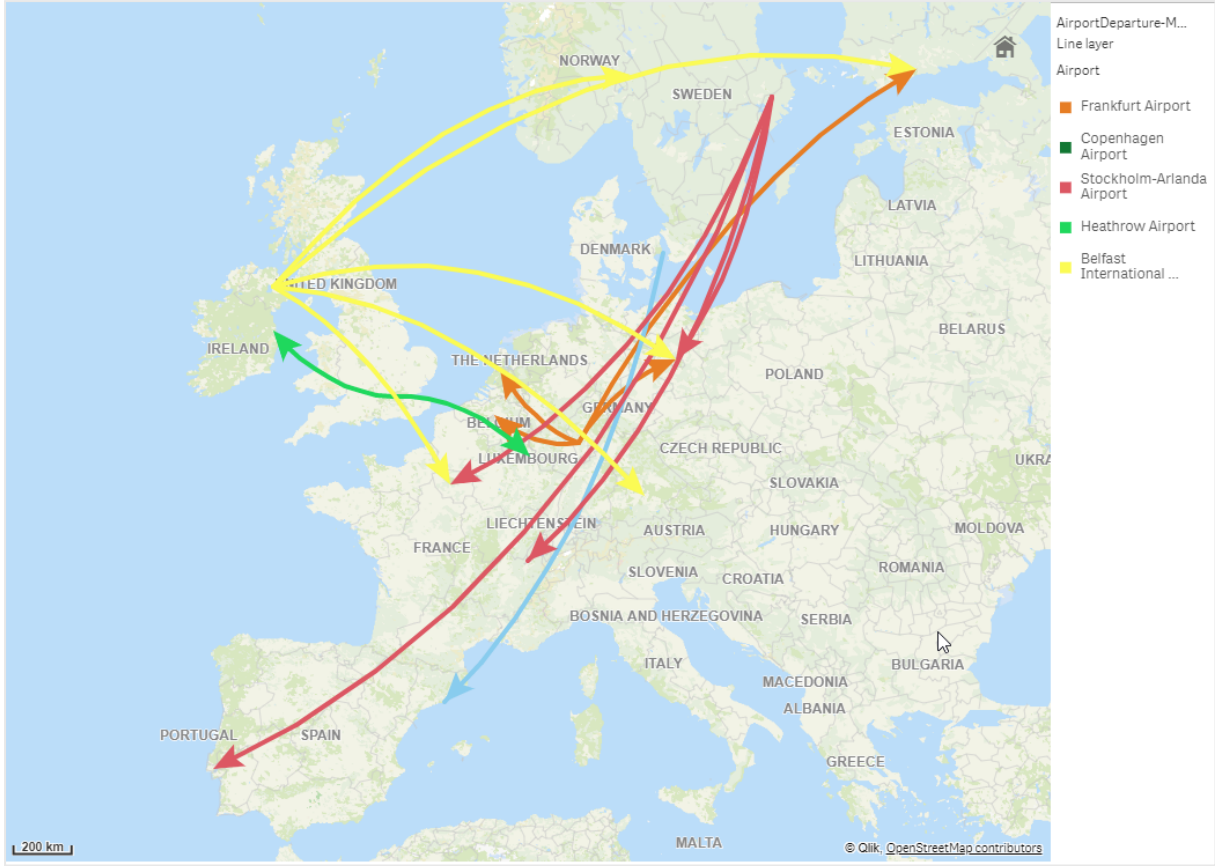 AirportDeparture-M...
Line layer
Airport
Frankfurt Airport
Copenhagen
Airport
Stockholm-Arlanda
Airport
Heathrow Airport
Belfast
International ...
NORWAY
SWEDEN
ESTONIA
LATVIA
DENMARK
LITHUANIA
UNITED KINGDOM
BELARUS
IRELAND
THE NETHERLANDS
POLAND
GERMANY
BELGIUM
CZECH REPUBLIC
LUXEMBOURG
UKRA
SLOVAKIA
LIECHTENSTEIN
AUSTRIA
HUNGARY
MOLDOVA
FRANCE
ROMANIA
SLOVENIA
CROATIA
BOSNIA AND HERZEGOVINA
SERBIA
ITALY
BULGARIA
MACEDONIA
ALBANIA
PORTUGAL
SPAIN
GREECE
MALTA
200 km
© Qlik, OpenStreetMap contributors